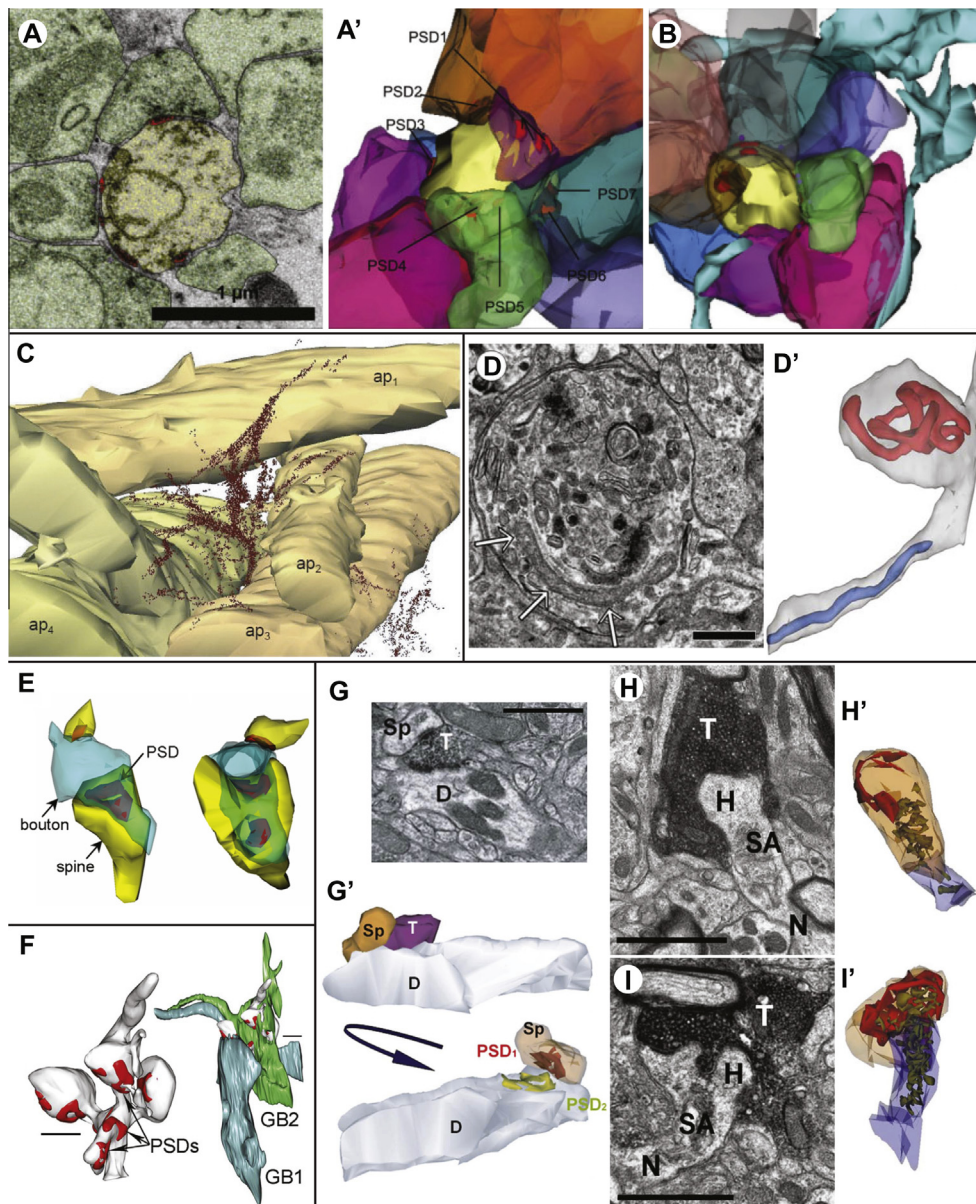 A
1 µm
A'
PSD1
PSD2
PSD3
PSD4
PSD5
PSD6
PSD7
B
C
ap1
ap2
ap3
ap4
D
D'
E
PSD
bouton
spine
F
PSDs
GB2
GB1
G
Sp
T
D
G'
Sp
T
D
Sp
PSD1
PSD2
D
H
T
H
SA
N
H'
I
T
H
SA
N
I'